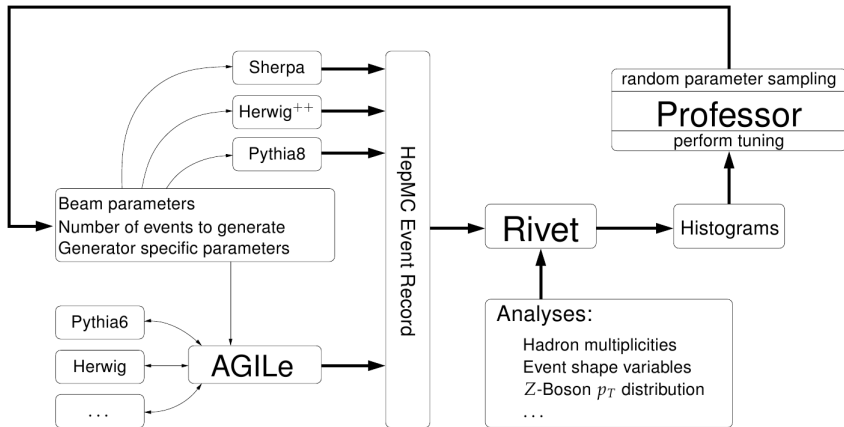 Sherpa
Herwig++
Pythia8
Beam parameters
Number of events to generate
Generator specific parameters
Pythia6
Herwig
...
AGILe
HepMC Event Record
Rivet
Histograms
random parameter sampling
Professor
perform tuning
Analyses:
Hadron multiplicities
Event shape variables
Z-Boson pT distribution
...